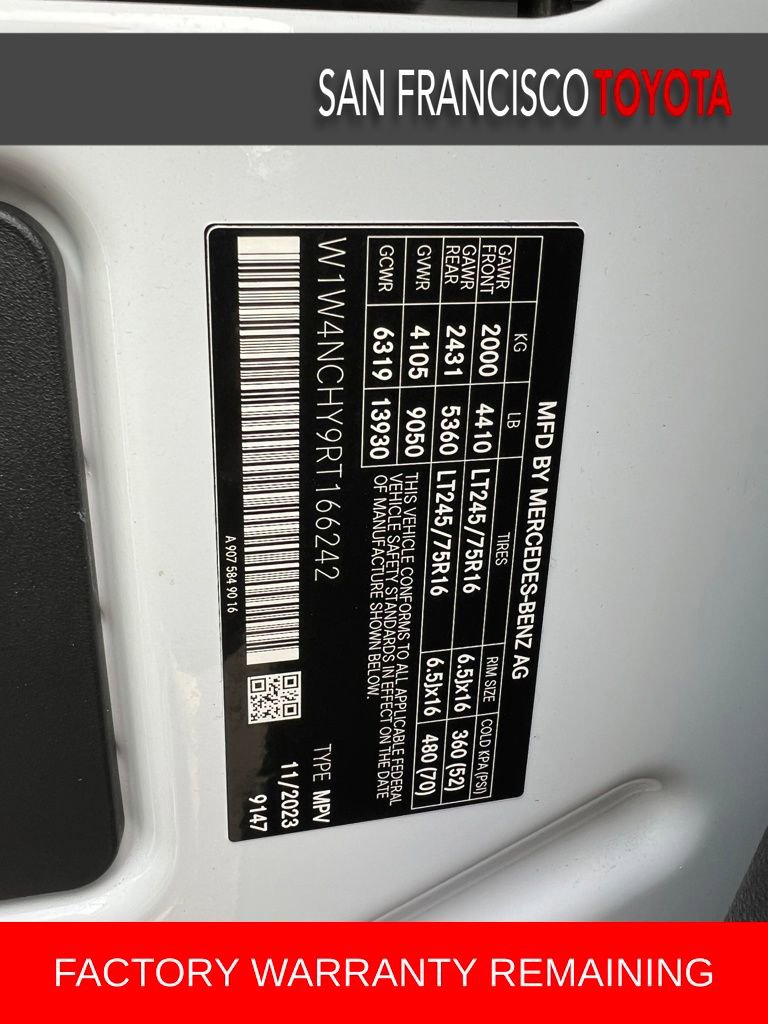 SAN FRANCISCO TOYOTA
MFD BY MERCEDES-BENZ AG
KG LB TIRES RIM SIZE COLD KPA (PSI)
GAWR FRONT 2000 4410 LT245/75R16 6.5Jx16 360 (52)
GAWR REAR 2431 5360 LT245/75R16 6.5Jx16 480 (70)
GVWR 4105 9050
GCWR 6319 13930
THIS VEHICLE CONFORMS TO ALL APPLICABLE FEDERAL
VEHICLE SAFETY STANDARDS IN EFFECT ON THE DATE
OF MANUFACTURE SHOWN BELOW.
W1W4NCHY9RT166242
TYPE MPV
11/2023
9147
A 907 584 90 16
FACTORY WARRANTY REMAINING